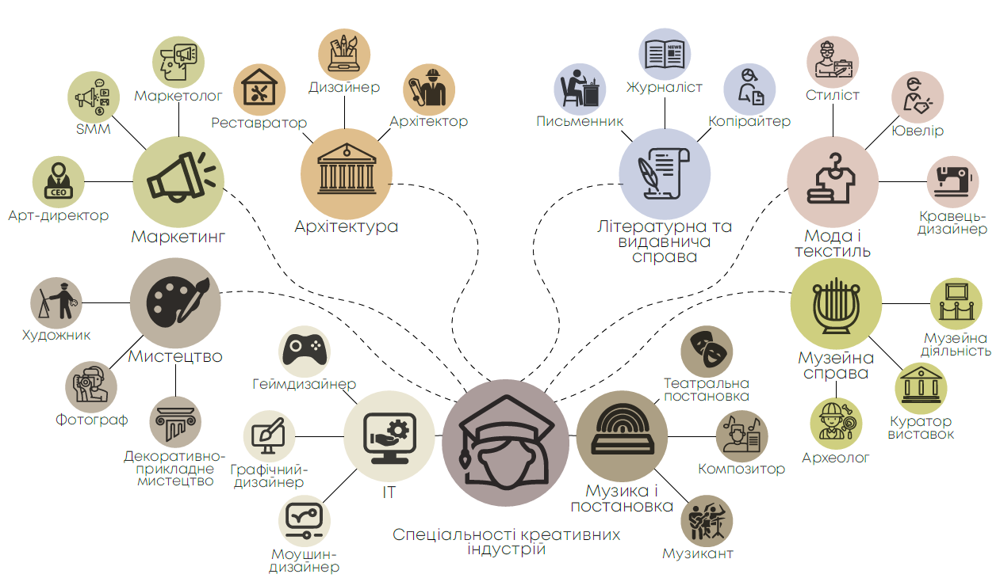 Маркетолог
SMM
Арт-директор
CEO
Маркетинг
Реставратор
Дизайнер
Архітектор
Архітектура
Письменник
Журналіст
NEWS
Копірайтер
Літературна та
видавнича
справа
Стиліст
Ювелір
Кравець-
дизайнер
Мода і
текстиль
Художник
Мистецтво
Фотограф
Декоративно-
прикладне
мистецтво
Геймдизайнер
Графічний-
дизайнер
IT
Моушин-
дизайнер
Спеціальності креативних
індустрій
Театральна
постановка
Композитор
Музика і
постановка
Музикант
Музейна
справа
Музейна
діяльність
Куратор
виставок
Археолог